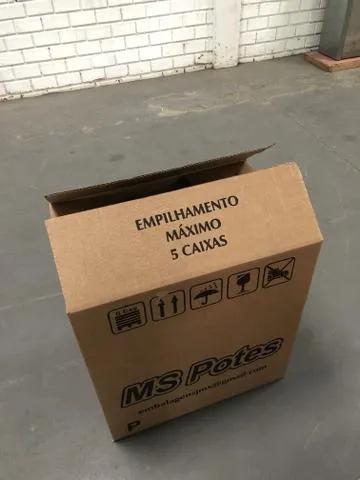 EMPILHAMENTO
MÁXIMO
5 CAIXAS
MS Potes
P